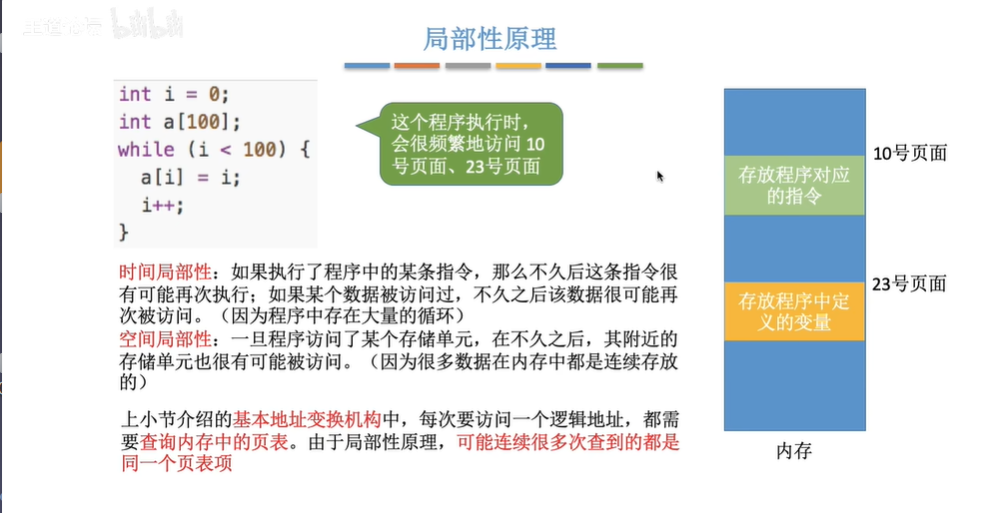 局部性原理
int i = 0;
int a[100];
while (i < 100) {
a[i] = i;
i++;
}
这个程序执行时，
会很频繁地访问 10
号页面、23号页面
时间局部性：如果执行了程序中的某条指令，那么不久后这条指令很
有可能再次执行；如果某个数据被访问过，不久之后该数据很可能再
次被访问。（因为程序中存在大量的循环）
空间局部性：一旦程序访问了某个存储单元，在不久之后，其附近的
存储单元也很有可能被访问。（因为很多数据在内存中都是连续存放
的）
上小节介绍的基本地址变换机构中，每次要访问一个逻辑地址，都需
要查询内存中的页表。由于局部性原理，可能连续很多次查到的都是
同一个页表项
10号页面
存放程序对应
的指令
23号页面
存放程序中定
义的变量
内存